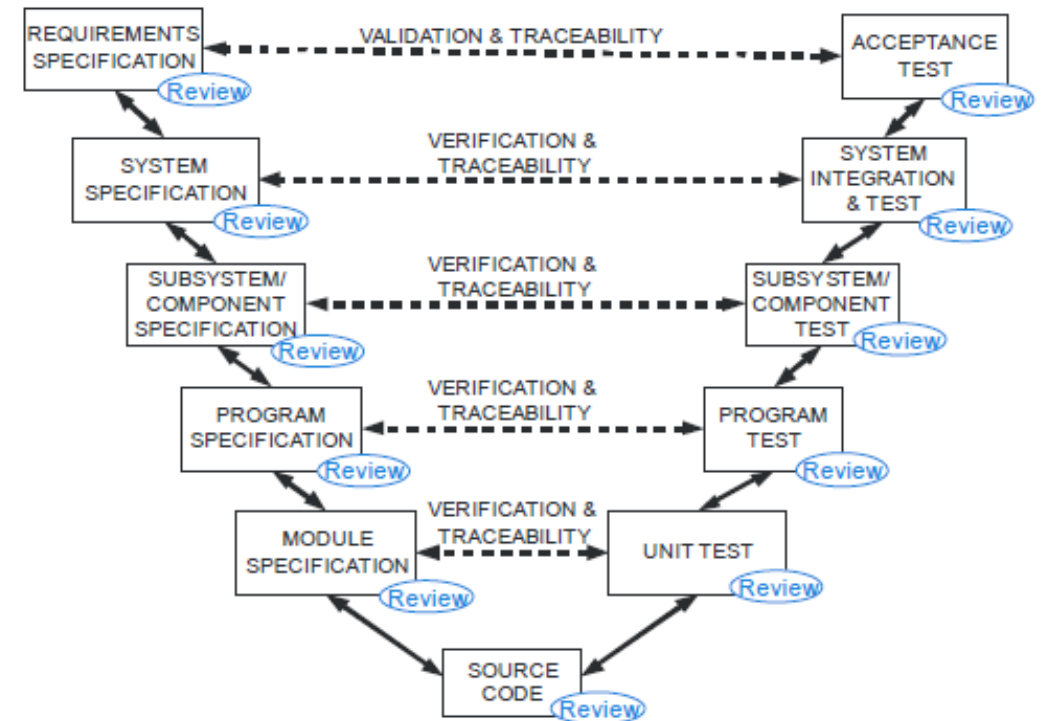 REQUIREMENTS
SPECIFICATION
Review
VALIDATION & TRACEABILITY
ACCEPTANCE
TEST
Review
SYSTEM
SPECIFICATION
Review
VERIFICATION &
TRACEABILITY
SYSTEM
INTEGRATION
& TEST
Review
SUBSYSTEM/
COMPONENT
SPECIFICATION
Review
VERIFICATION &
TRACEABILITY
SUBSYSTEM/
COMPONENT
TEST
Review
PROGRAM
SPECIFICATION
Review
VERIFICATION &
TRACEABILITY
PROGRAM
TEST
Review
MODULE
SPECIFICATION
Review
VERIFICATION &
TRACEABILITY
UNIT TEST
Review
SOURCE
CODE
Review